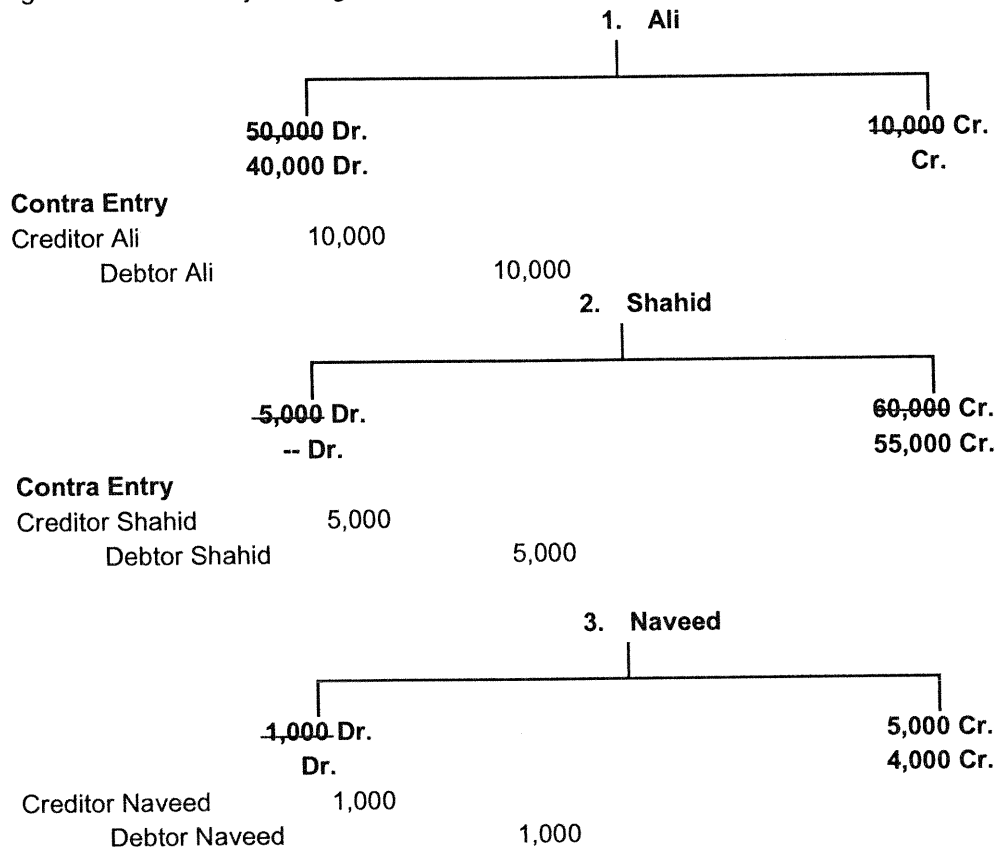 1. Ali
50,000 Dr. 10,000 Cr.
40,000 Dr. Cr.
Contra Entry
Creditor Ali 10,000
Debtor Ali 10,000
2. Shahid
5,000 Dr. 60,000 Cr.
-- Dr. 55,000 Cr.
Contra Entry
Creditor Shahid 5,000
Debtor Shahid 5,000
3. Naveed
1,000 Dr. 5,000 Cr.
Dr. 4,000 Cr.
Creditor Naveed 1,000
Debtor Naveed 1,000